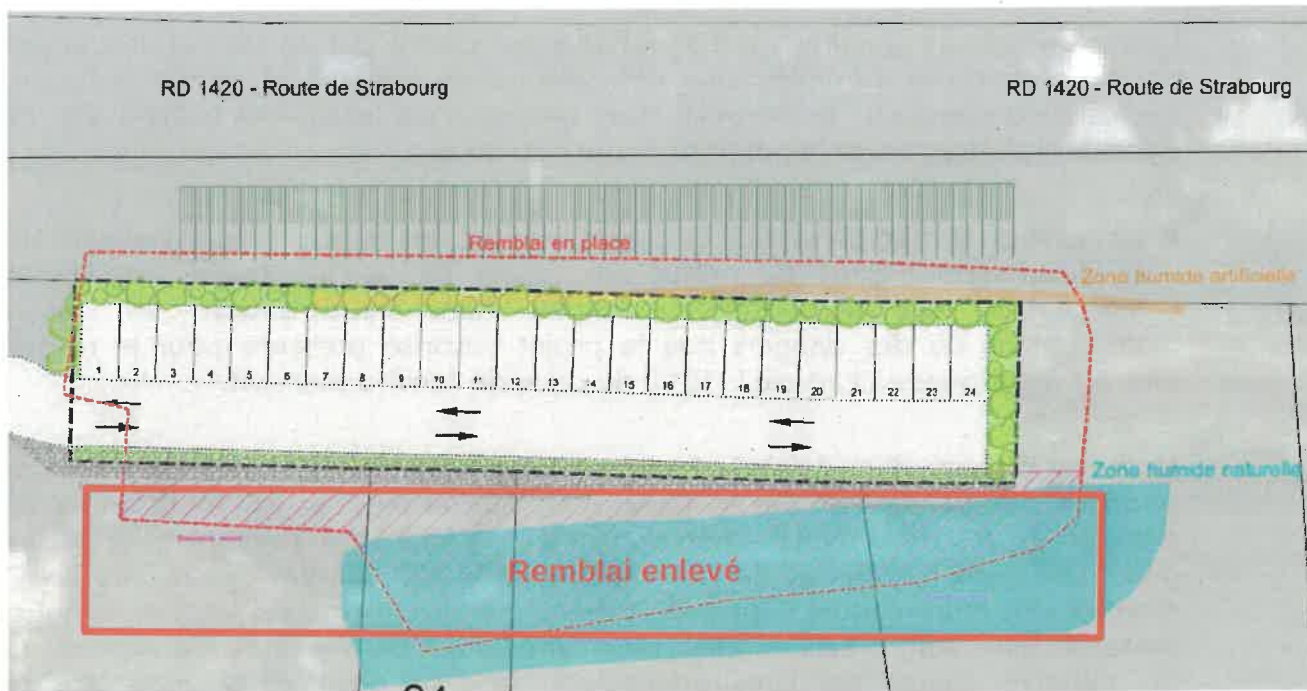 RD 1420 - Route de Strabourg
RD 1420 - Route de Strabourg
Remblai en place
Zone humide artificielle
1 2 3 4 5 6 7 8 9 10 11 12 13 14 15 16 17 18 19 20 21 22 23 24
Zone humide naturelle
Remblai enlevé